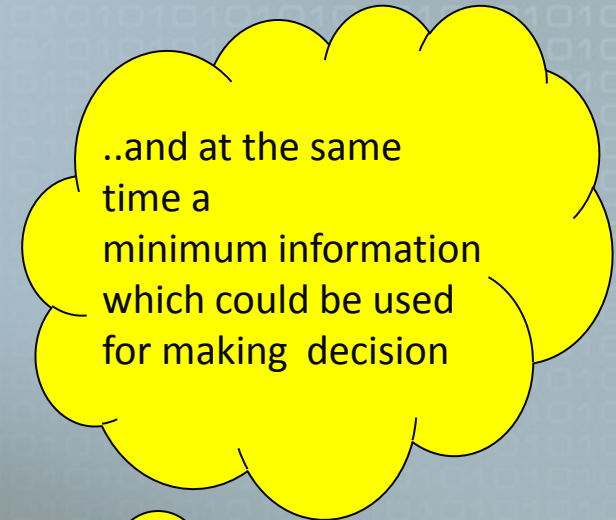 ..and at the same
time a
minimum information
which could be used
for making decision